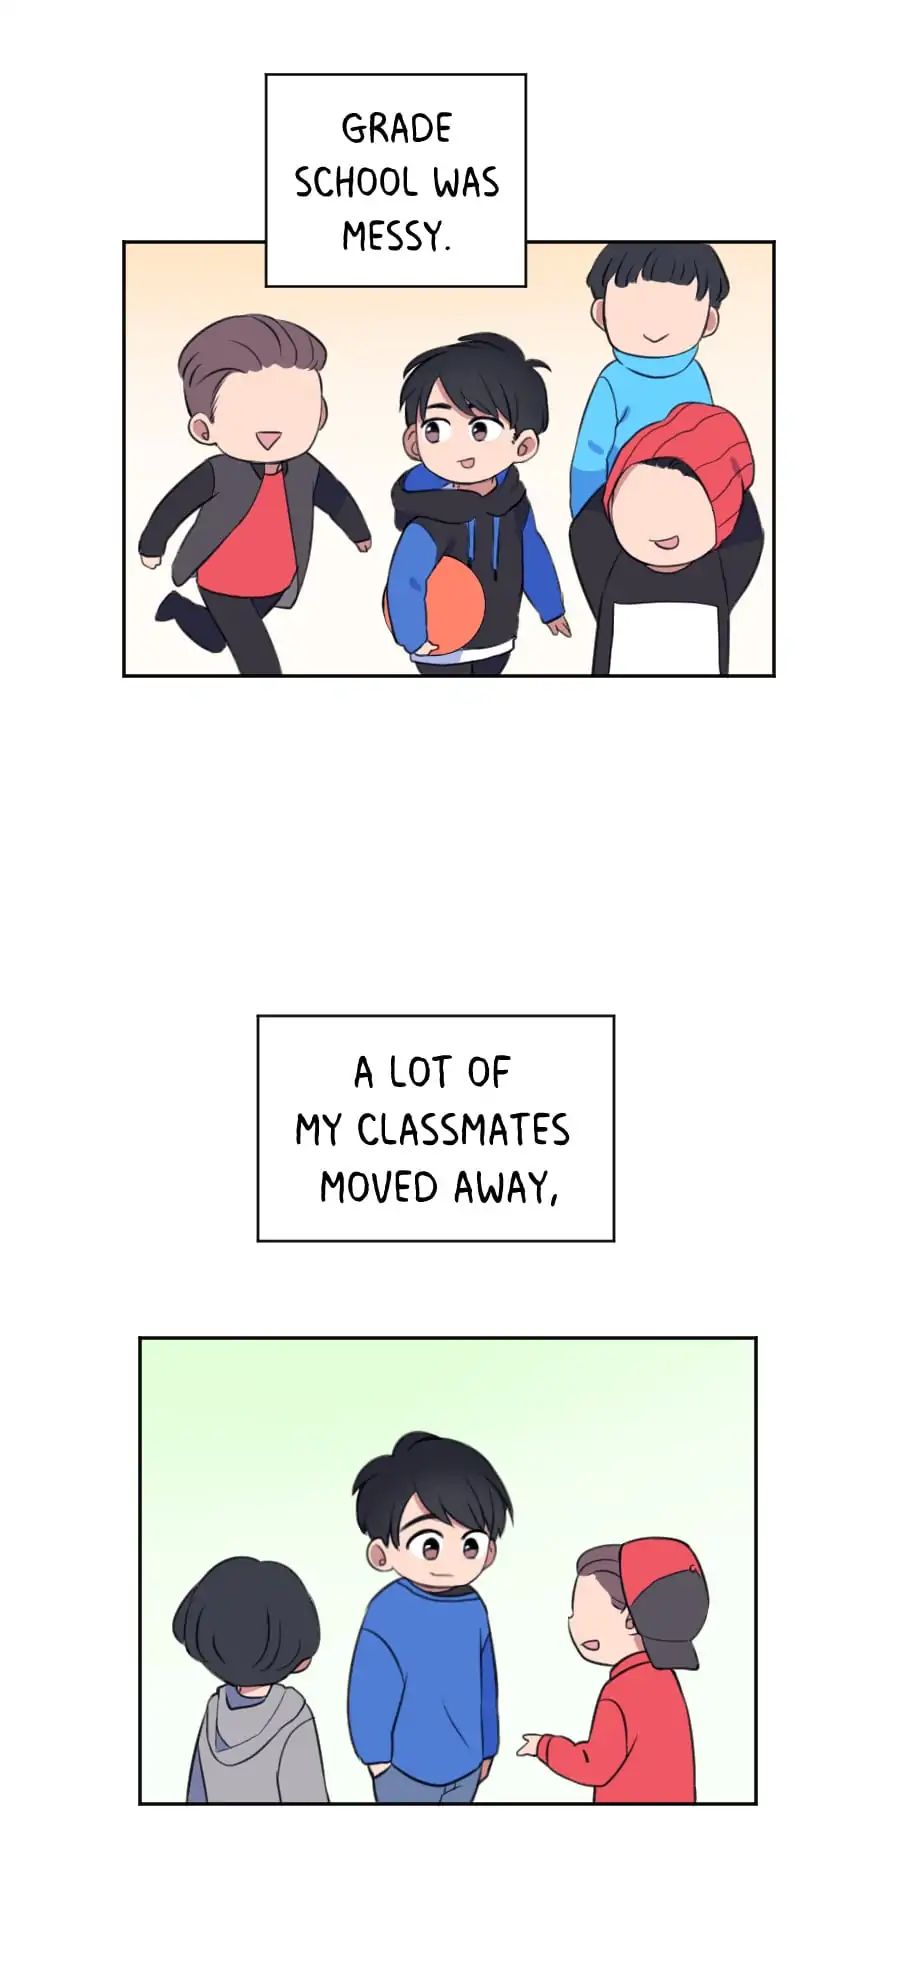 GRADE
SCHOOL WAS
MESSY.
A LOT OF
MY CLASSMATES
MOVED AWAY,